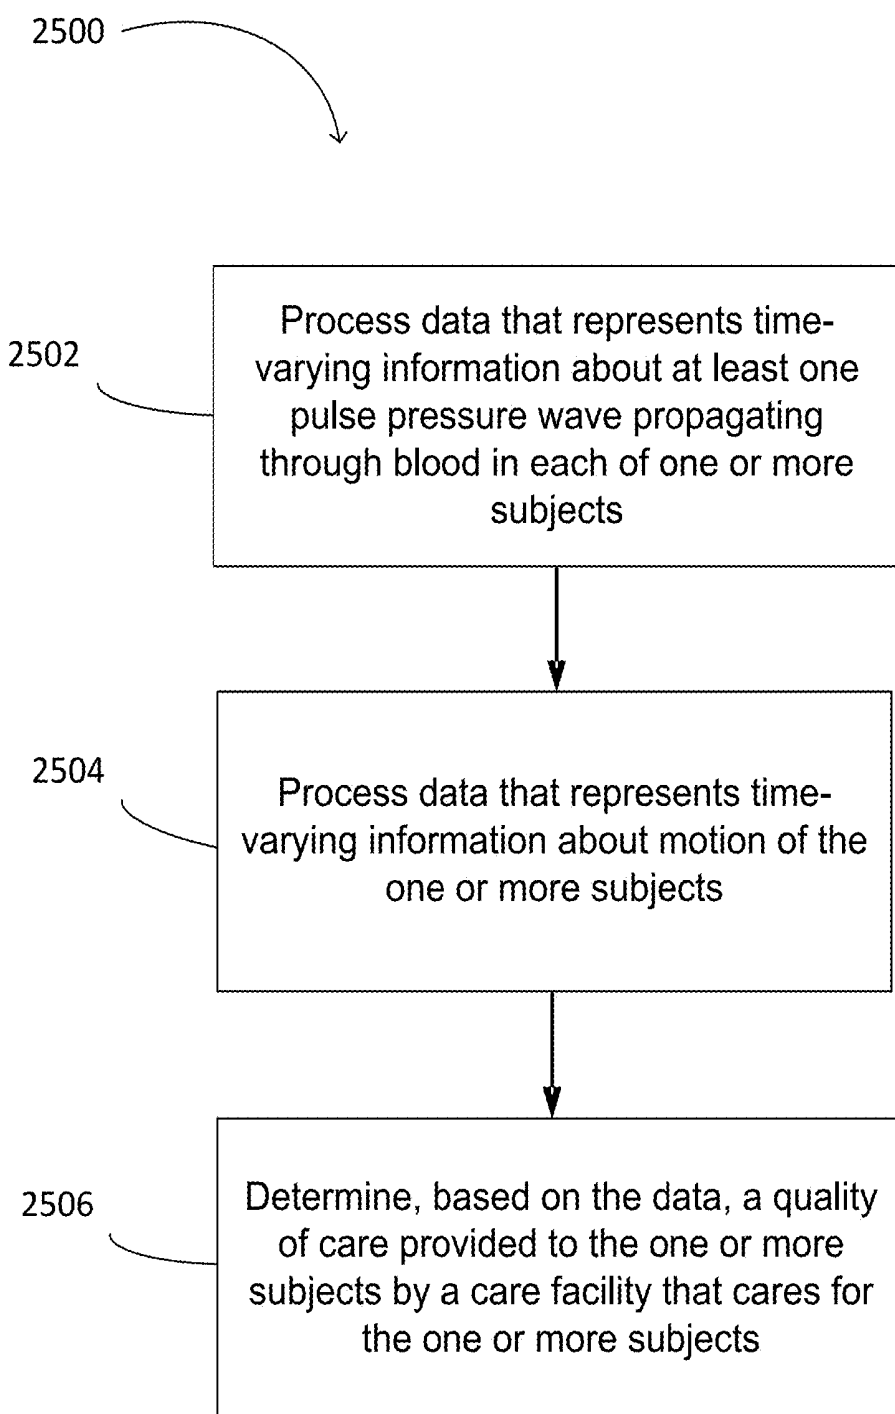 2500
2502
Process data that represents time-
varying information about at least one
pulse pressure wave propagating
through blood in each of one or more
subjects
2504
Process data that represents time-
varying information about motion of the
one or more subjects
2506
Determine, based on the data, a quality
of care provided to the one or more
subjects by a care facility that cares for
the one or more subjects